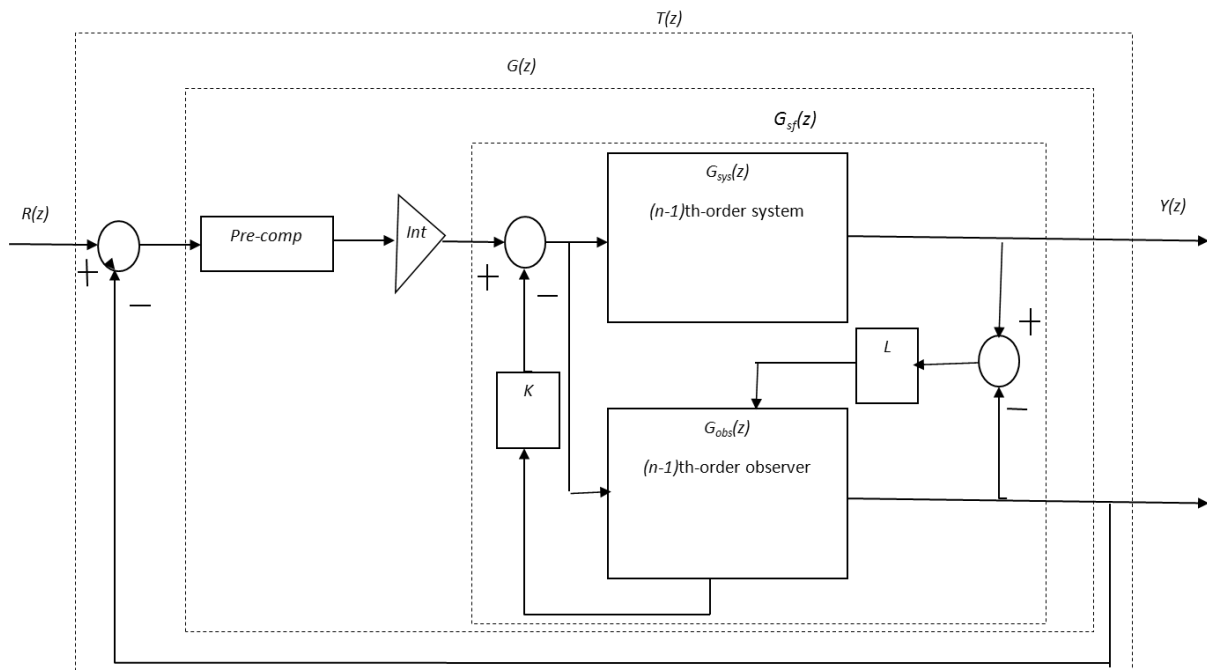 T(z)
G(z)
G_sf(z)
G_sys(z)
(n-1)th-order system
R(z)
Y(z)
Pre-comp
Int
+
−
+
−
+
L
K
−
G_obs(z)
(n-1)th-order observer